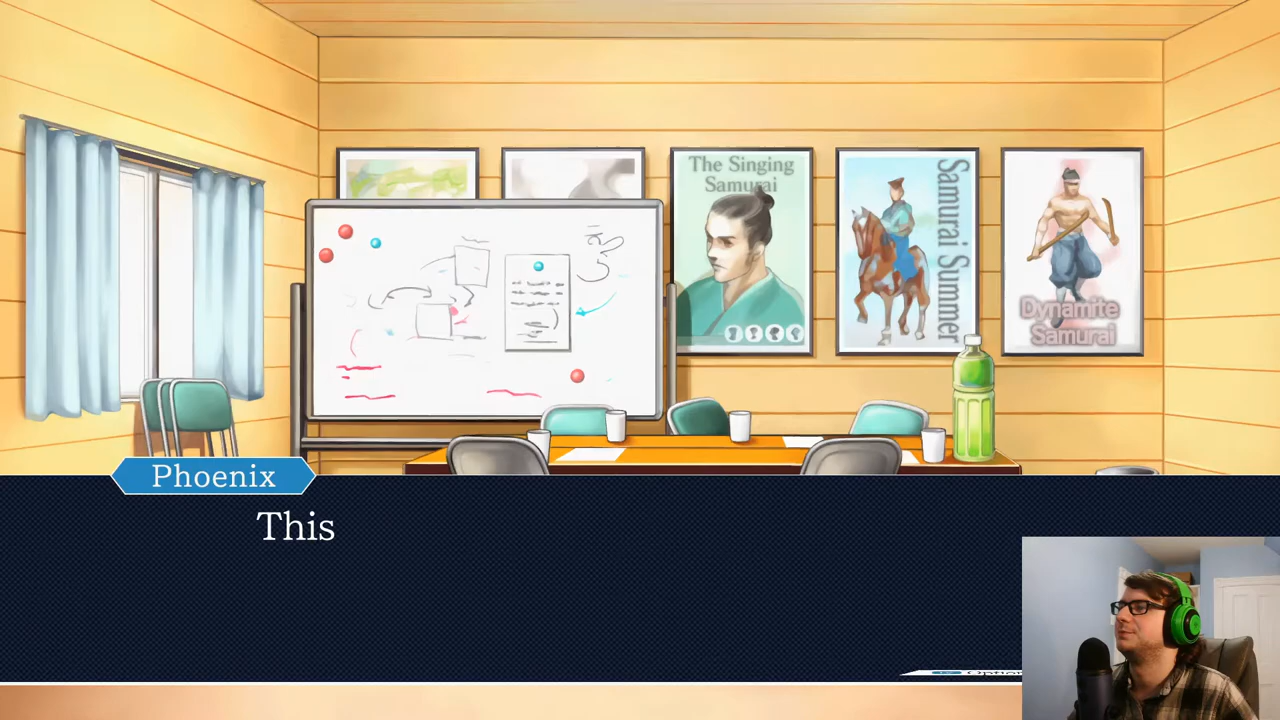 The Singing
Samurai
Samurai Summer
Dynamite
Samurai
Phoenix
This